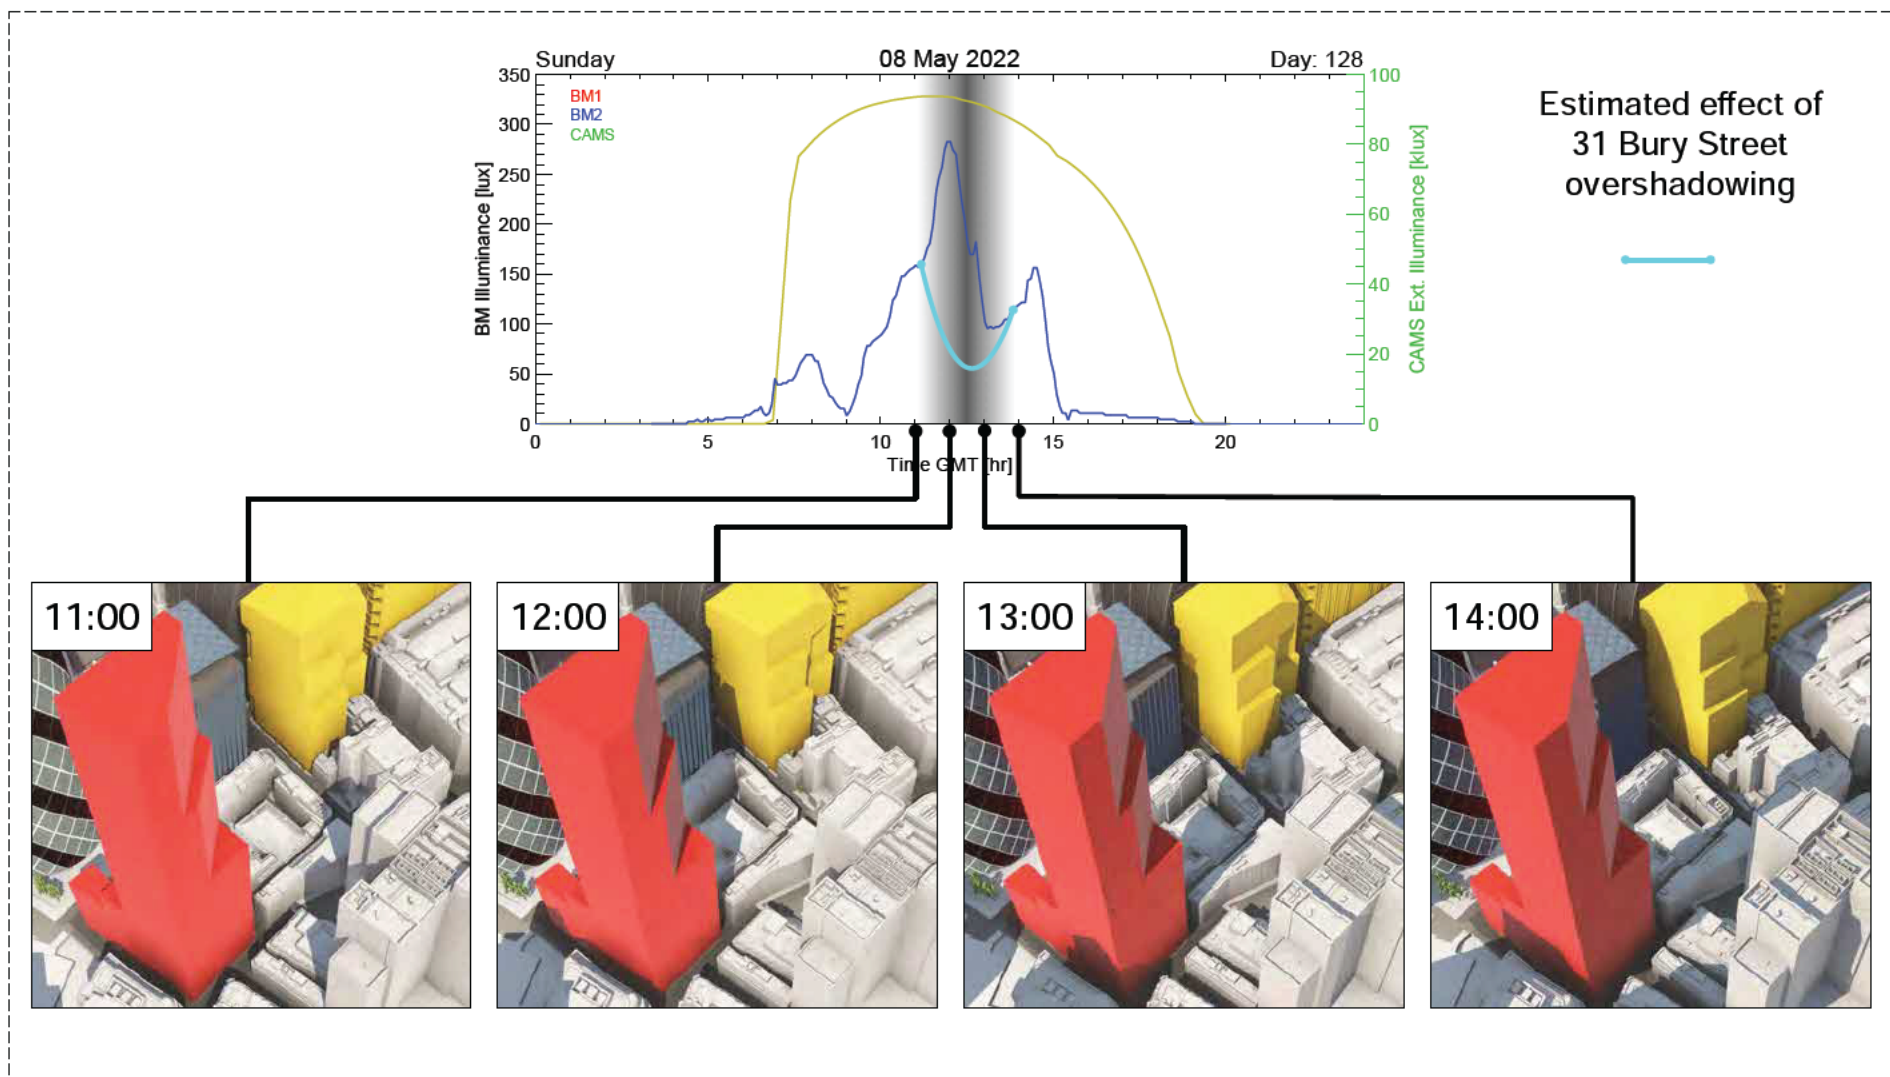 Sunday
08 May 2022
Day: 128
350
300
250
200
150
100
50
0
BM Illuminance [lux]
BM1
BM2
CAMS
100
80
60
40
20
0
CAMS Ext. Illuminance [klux]
0
5
10
15
20
Time GMT [hr]
Estimated effect of
31 Bury Street
overshadowing
11:00
12:00
13:00
14:00